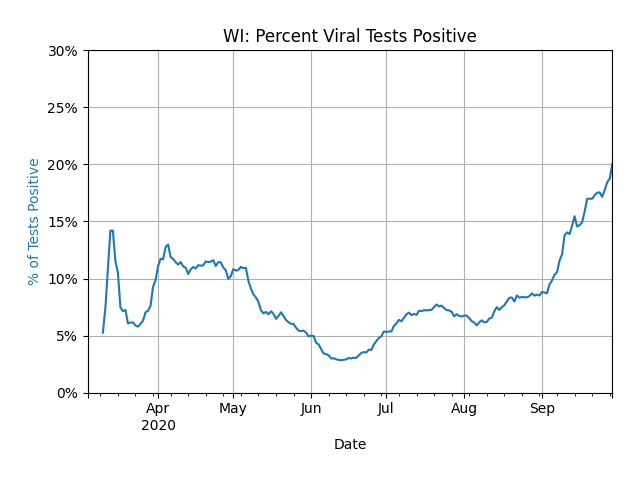 WI: Percent Viral Tests Positive
30%
25%
20%
15%
10%
5%
0%
% of Tests Positive
Apr
2020
May
Jun
Jul
Aug
Sep
Date